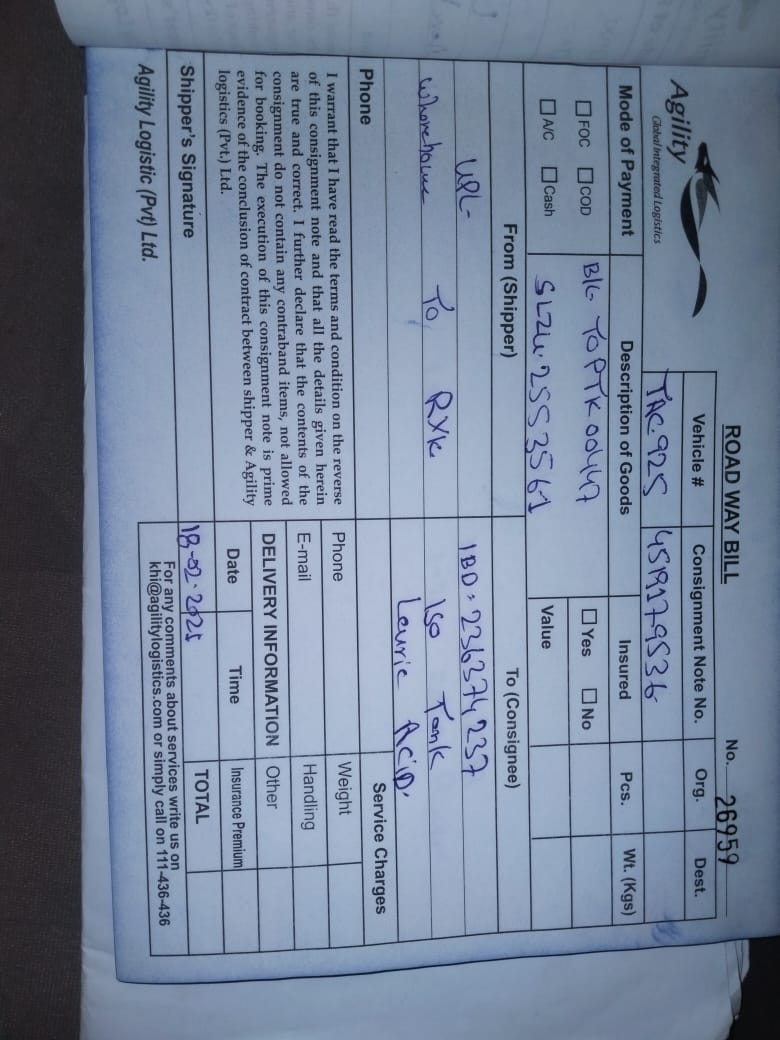 ROAD WAY BILL
No. 26959
Agility
Global Integrated Logistics
Vehicle # Consignment Note No. Org. Dest.
TAC-925 4519179536
Mode of Payment Description of Goods Insured Pcs. Wt. (Kgs)
FOC COD B/L TOPTK00447 Yes No
A/C Cash SLZU.2553561 Value
From (Shipper) To (Consignee)
UPL IBD: 236374237
Whorehouse To RYK Iso Tank
Leuric ACiD.
Phone Service Charges
I warrant that I have read the terms and condition on the reverse
of this consignment note and that all the details given herein
are true and correct. I further declare that the contents of the
consignment do not contain any contraband items, not allowed
for booking. The execution of this consignment note is prime
evidence of the conclusion of contract between shipper & Agility
logistics (Pvt.) Ltd.
Phone Weight
E-mail Handling
DELIVERY INFORMATION Other
Date Time Insurance Premium
18-02-2025 TOTAL
Shipper's Signature
For any comments about services write us on
khi@agilitylogistics.com or simply call on 111-436-436
Agility Logistic (Pvt) Ltd.